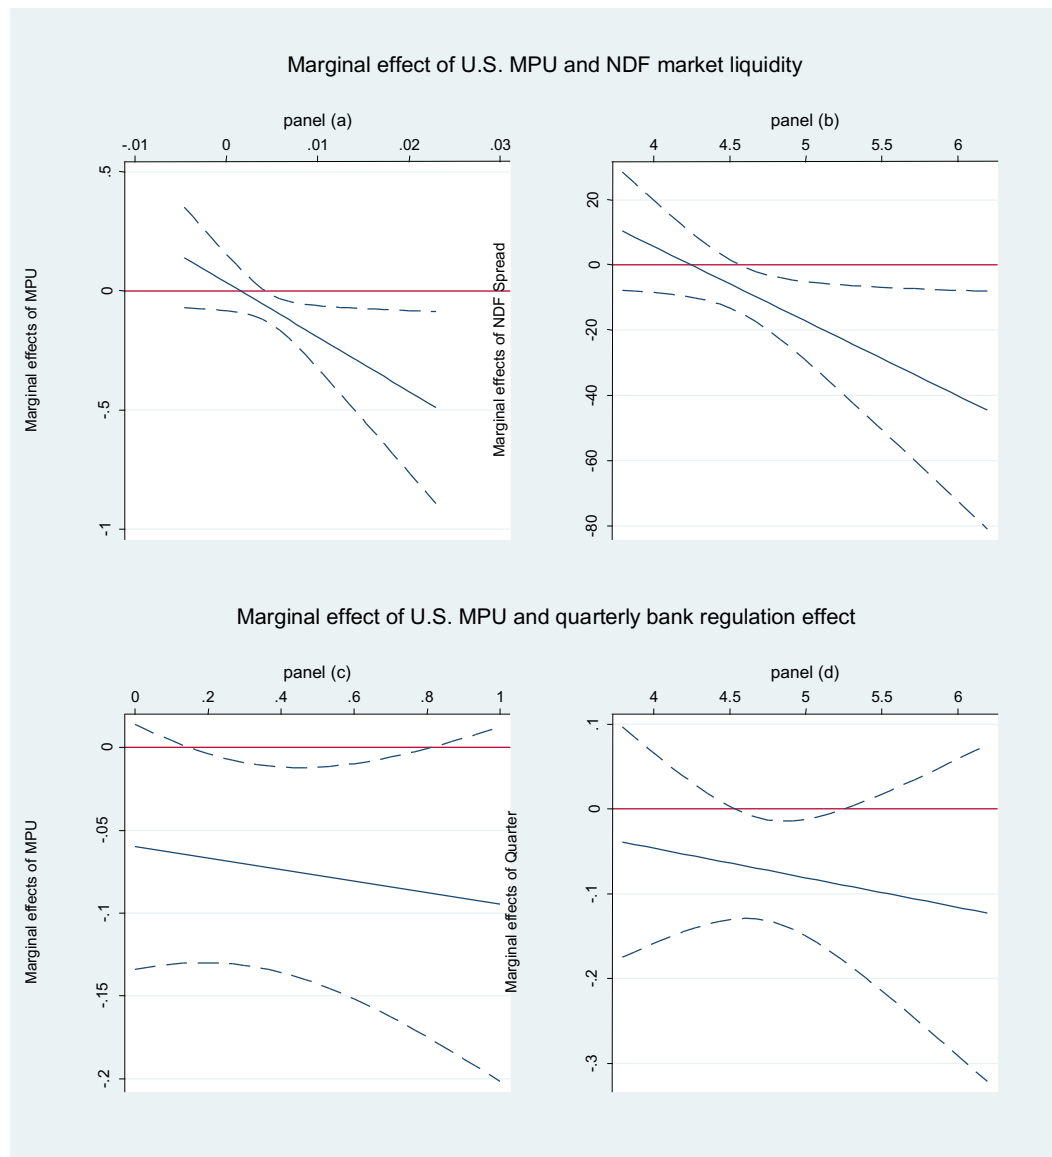 Marginal effect of U.S. MPU and NDF market liquidity
panel (a)
-.01 0 .01 .02 .03
Marginal effects of MPU
.5
0
-.5
-1
panel (b)
4 4.5 5 5.5 6
Marginal effects of NDF Spread
20
0
-20
-40
-60
-80
Marginal effect of U.S. MPU and quarterly bank regulation effect
panel (c)
0 .2 .4 .6 .8 1
Marginal effects of MPU
0
-.05
-.1
-.15
-.2
panel (d)
4 4.5 5 5.5 6
Marginal effects of Quarter
.1
0
-.1
-.2
-.3